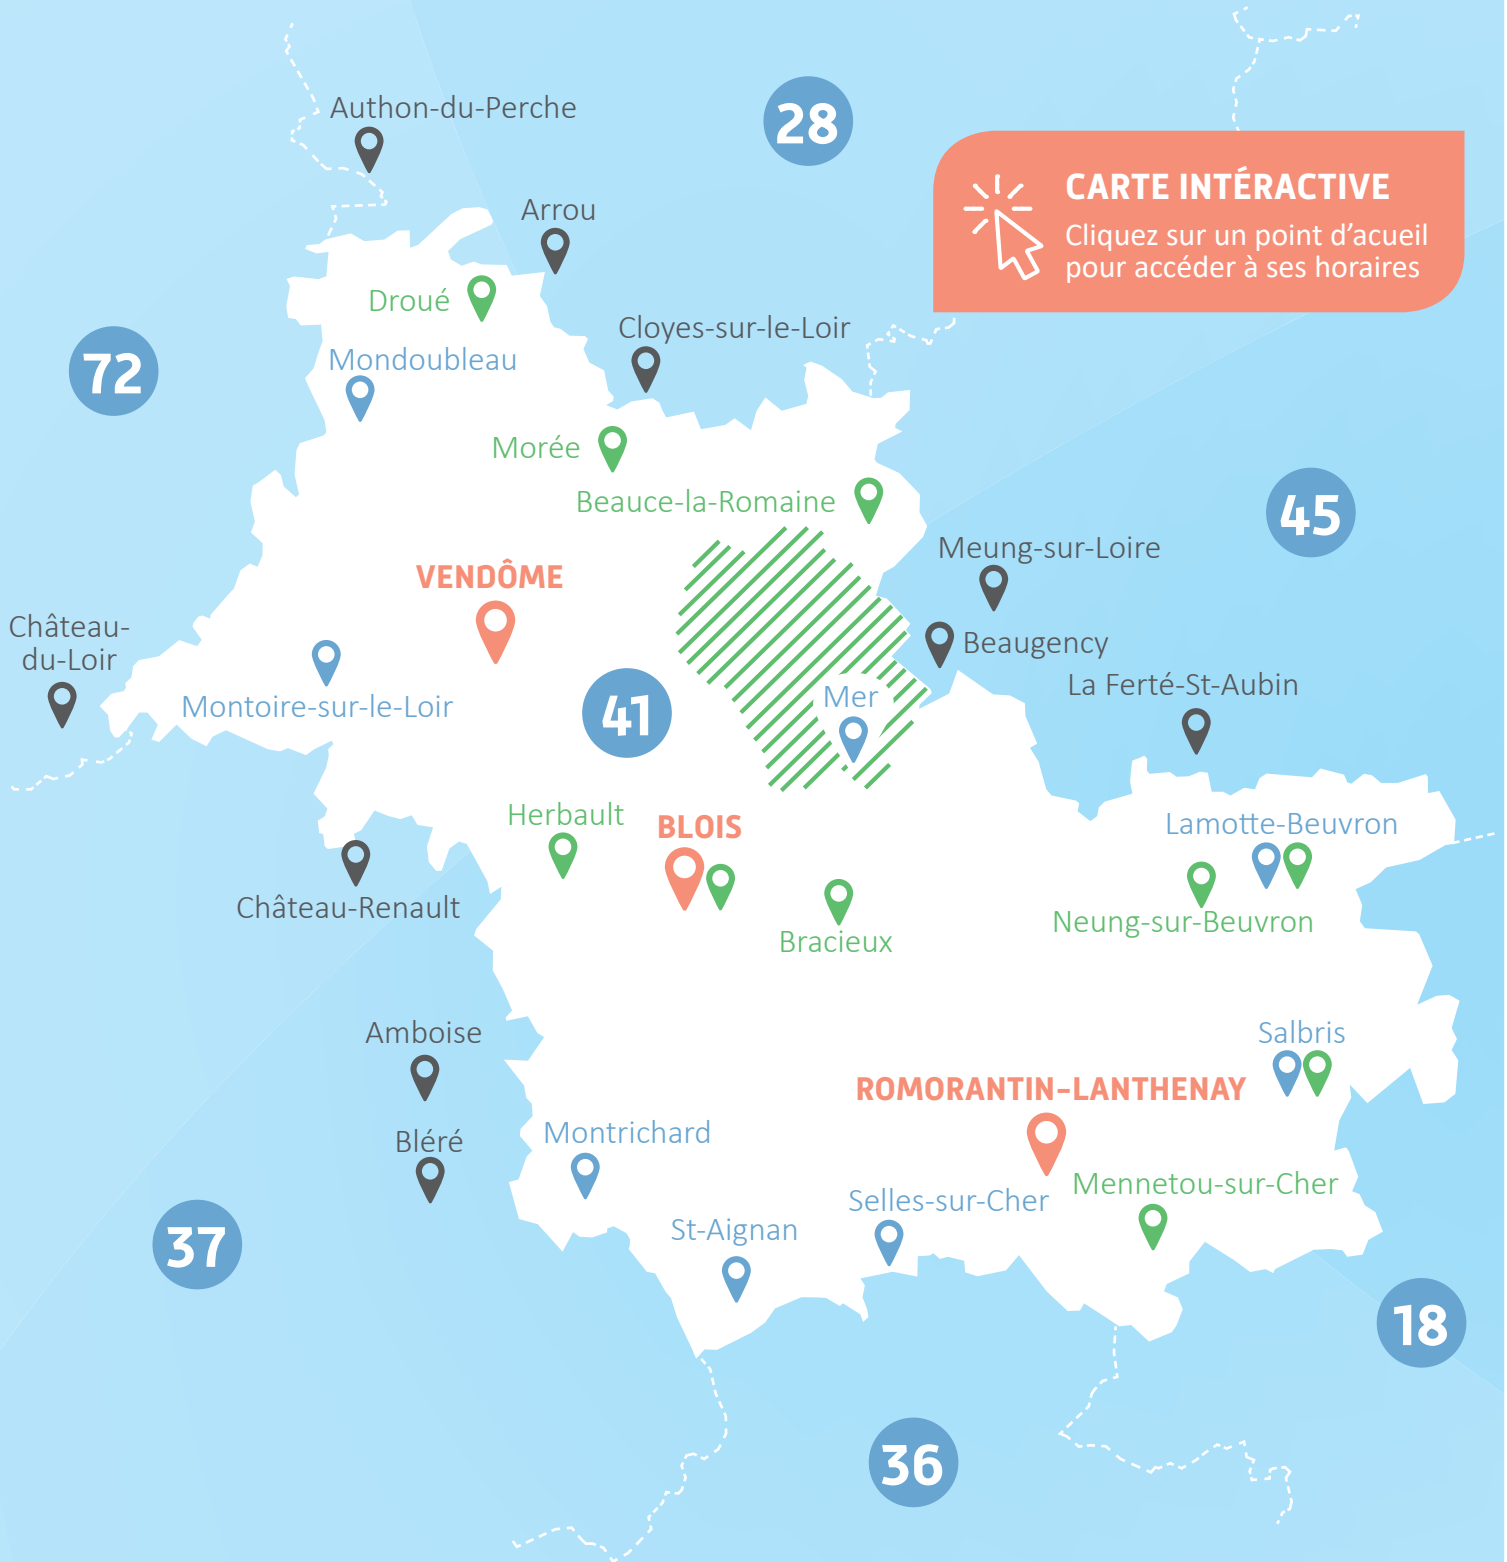 Authon-du-Perche
28
CARTE INTÉRACTIVE
Cliquez sur un point d’acueil
pour accéder à ses horaires
Arrou
Droué
Cloyes-sur-le-Loir
Mondoubleau
72
Morée
Beauce-la-Romaine
45
Meung-sur-Loire
VENDÔME
Château-
du-Loir
Beaugency
La Ferté-St-Aubin
Montoire-sur-le-Loir
41
Mer
Herbault
BLOIS
Lamotte-Beuvron
Château-Renault
Bracieux
Neung-sur-Beuvron
Amboise
Salbris
ROMORANTIN-LANTHENAY
Bléré
Montrichard
Mennetou-sur-Cher
Selles-sur-Cher
St-Aignan
37
18
36